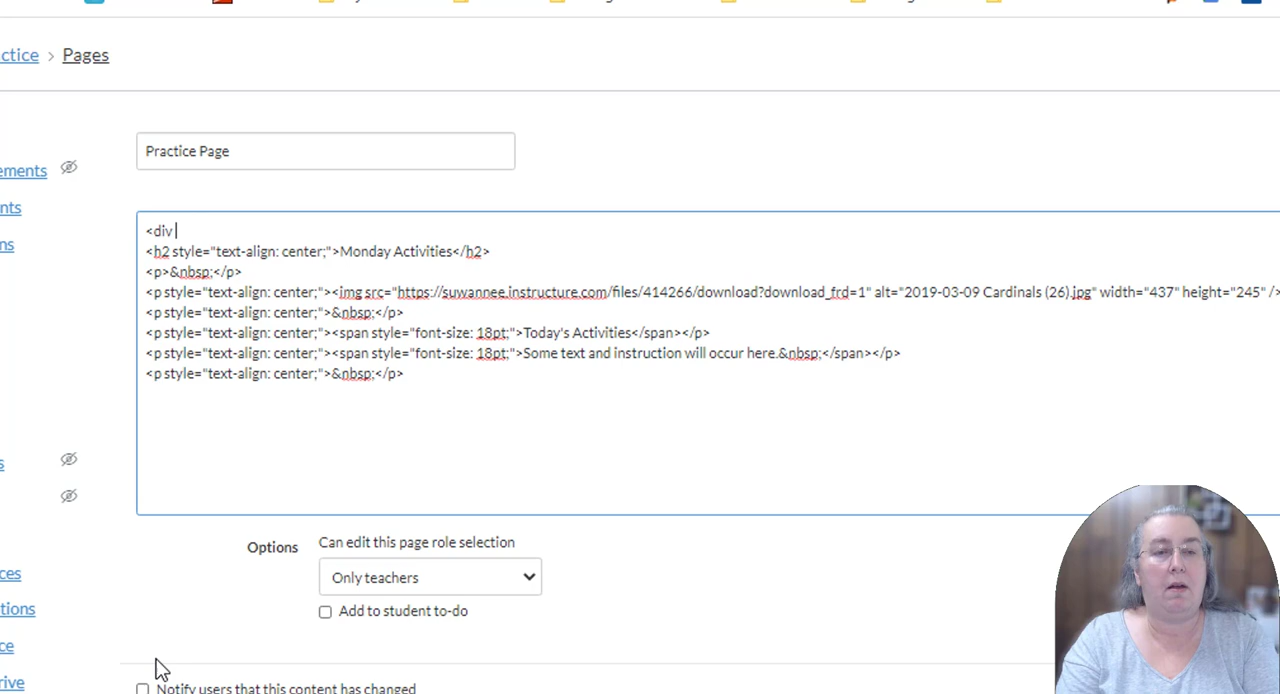 ctice > Pages
ements
Practice Page
nts
ns
<div
<h2 style="text-align: center;">Monday Activities</h2>
<p>&nbsp;</p>
<p style="text-align: center;"><img src="https://suwannee.instructure.com/files/414266/download?download_frd=1" alt="2019-03-09 Cardinals (26).jpg" width="437" height="245" />
<p style="text-align: center;">&nbsp;</p>
<p style="text-align: center;"><span style="font-size: 18pt;">Today's Activities</span></p>
<p style="text-align: center;"><span style="font-size: 18pt;">Some text and instruction will occur here.&nbsp;</span></p>
<p style="text-align: center;">&nbsp;</p>
s
Options
Can edit this page role selection
Only teachers
Add to student to-do
ces
tions
ce
rive
Notify users that this content has changed